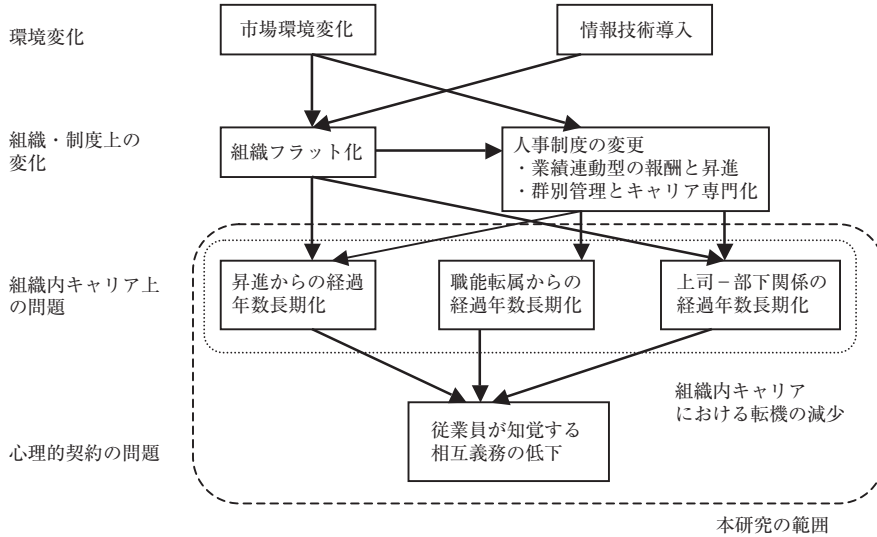 環境変化
市場環境変化
情報技術導入
組織・制度上の
変化
組織フラット化
人事制度の変更
・業績連動型の報酬と昇進
・群別管理とキャリア専門化
組織内キャリア上
の問題
昇進からの経過
年数長期化
職能転属からの
経過年数長期化
上司−部下関係の
経過年数長期化
組織内キャリア
における転機の減少
心理的契約の問題
従業員が知覚する
相互義務の低下
本研究の範囲